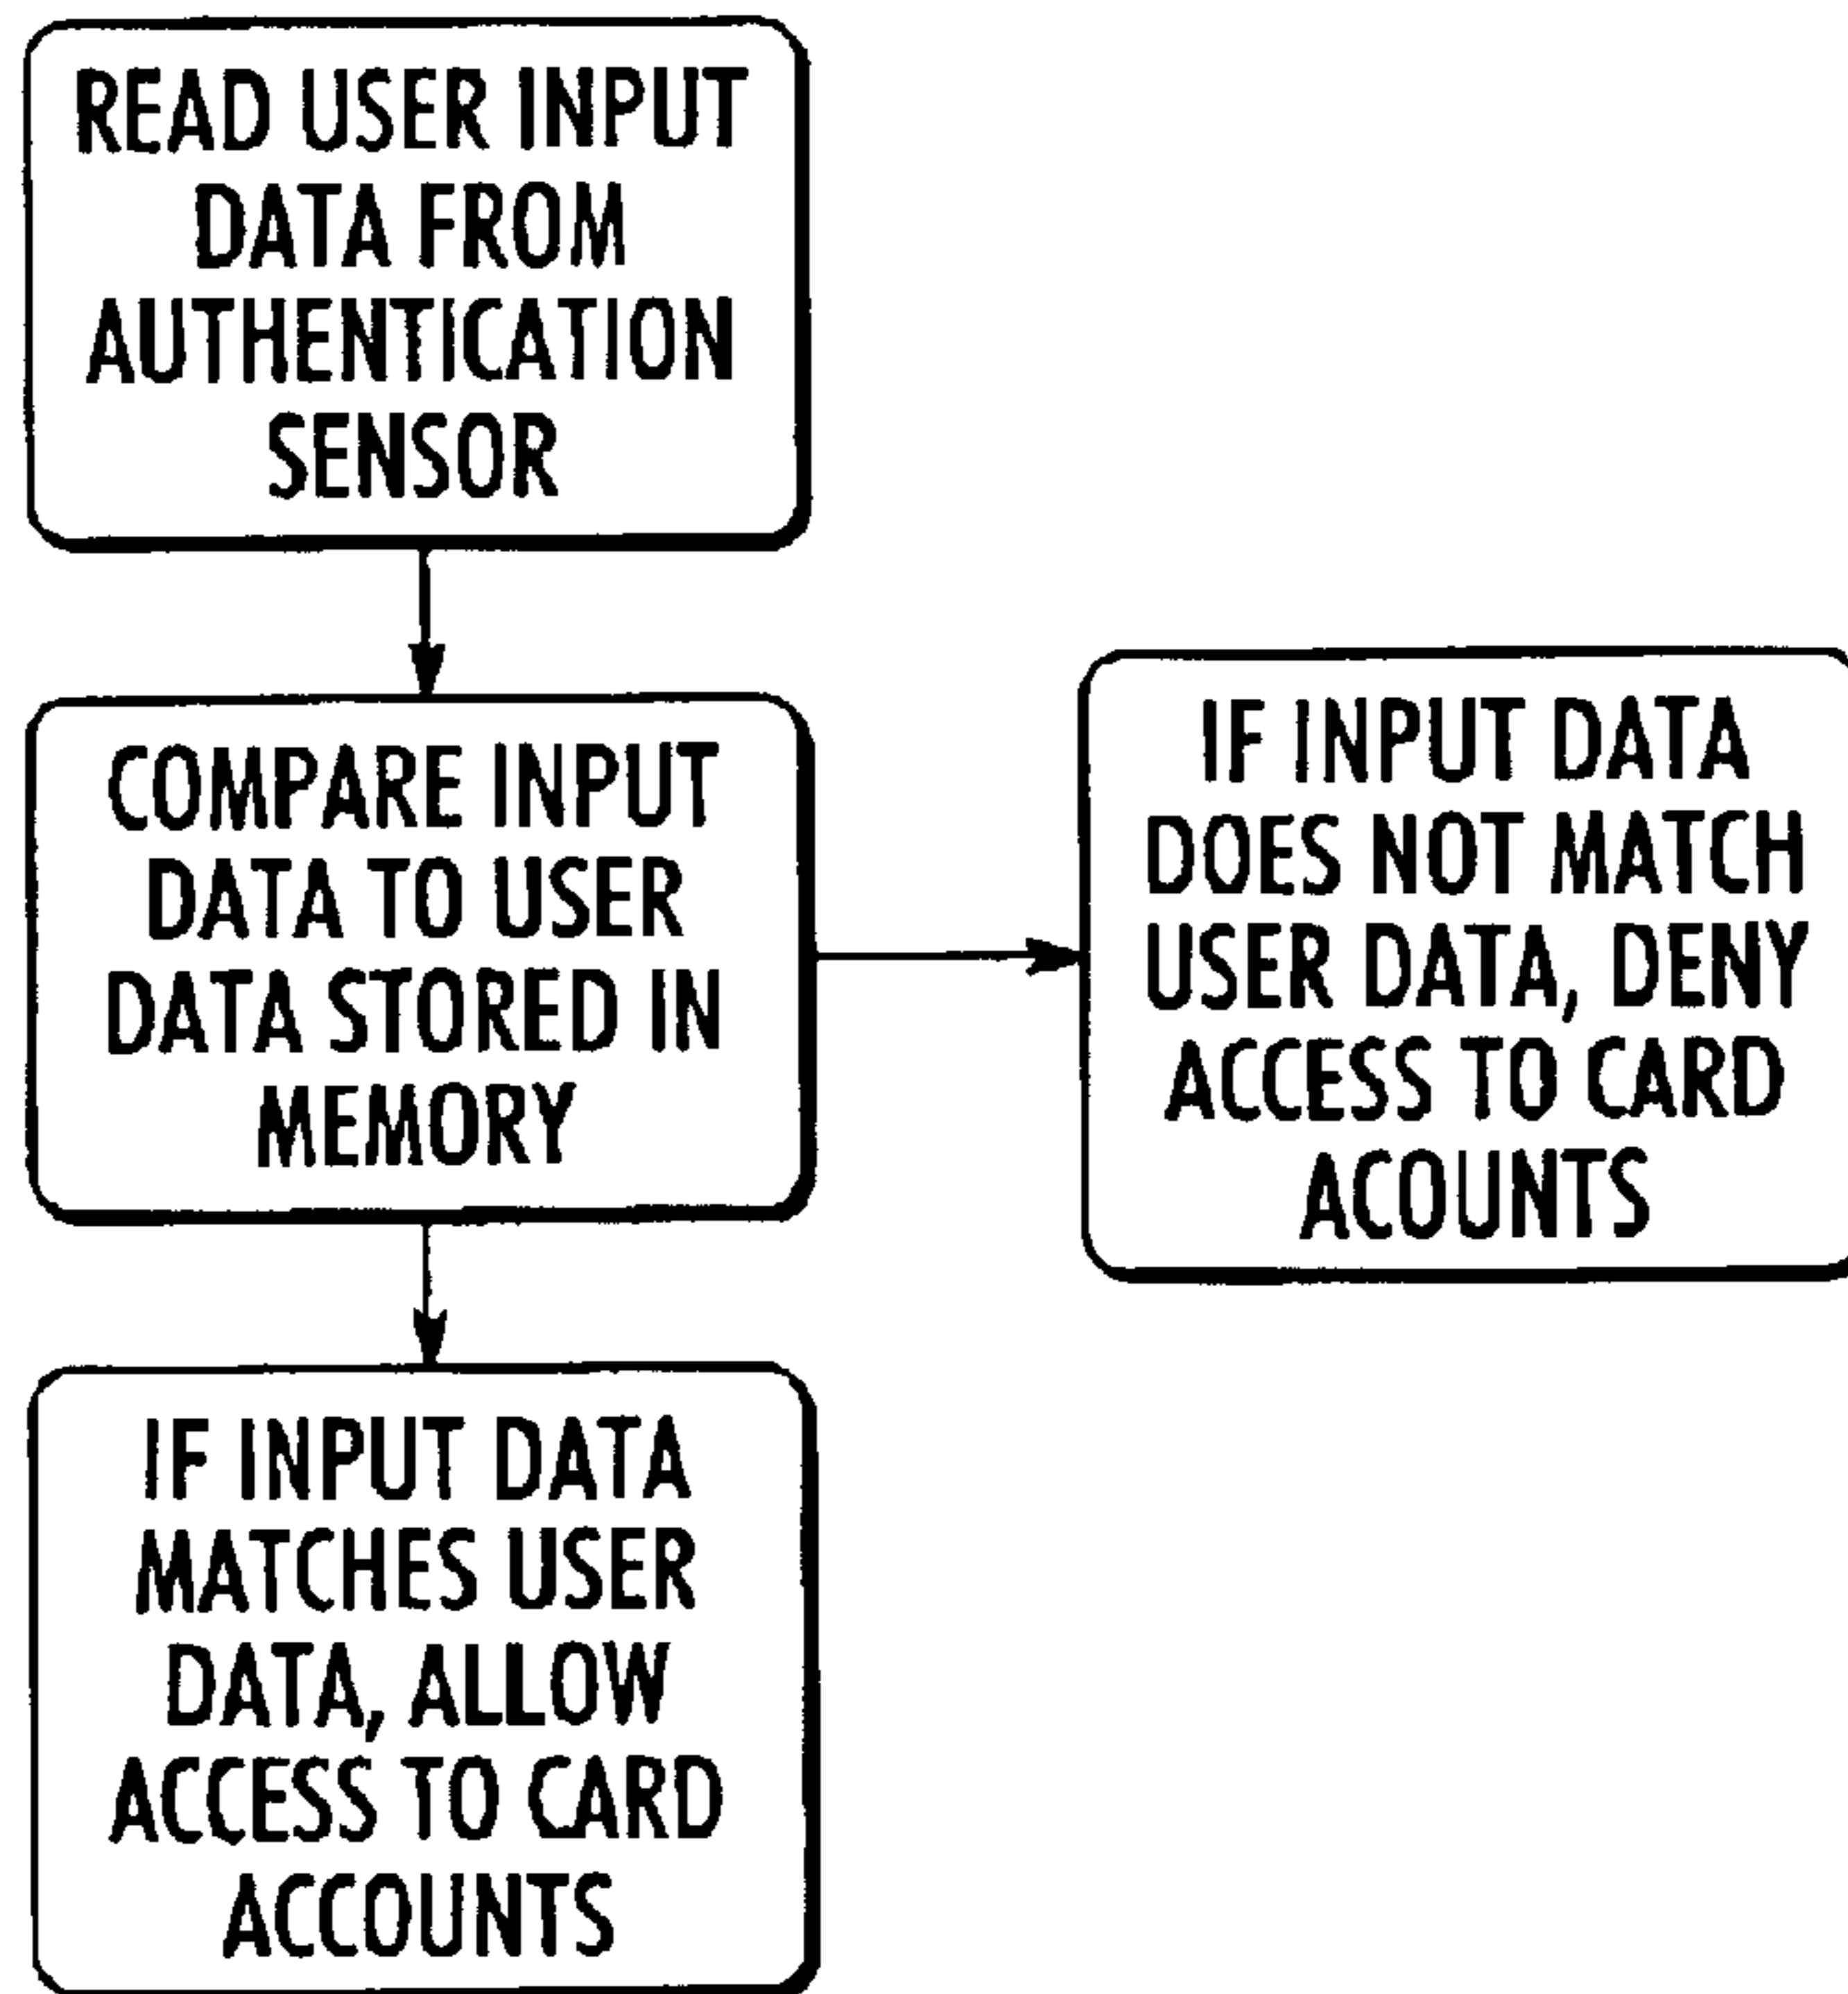 READ USER INPUT
DATA FROM
AUTHENTICATION
SENSOR
COMPARE INPUT
DATA TO USER
DATA STORED IN
MEMORY
IF INPUT DATA
DOES NOT MATCH
USER DATA, DENY
ACCESS TO CARD
ACOUNTS
IF INPUT DATA
MATCHES USER
DATA, ALLOW
ACCESS TO CARD
ACCOUNTS